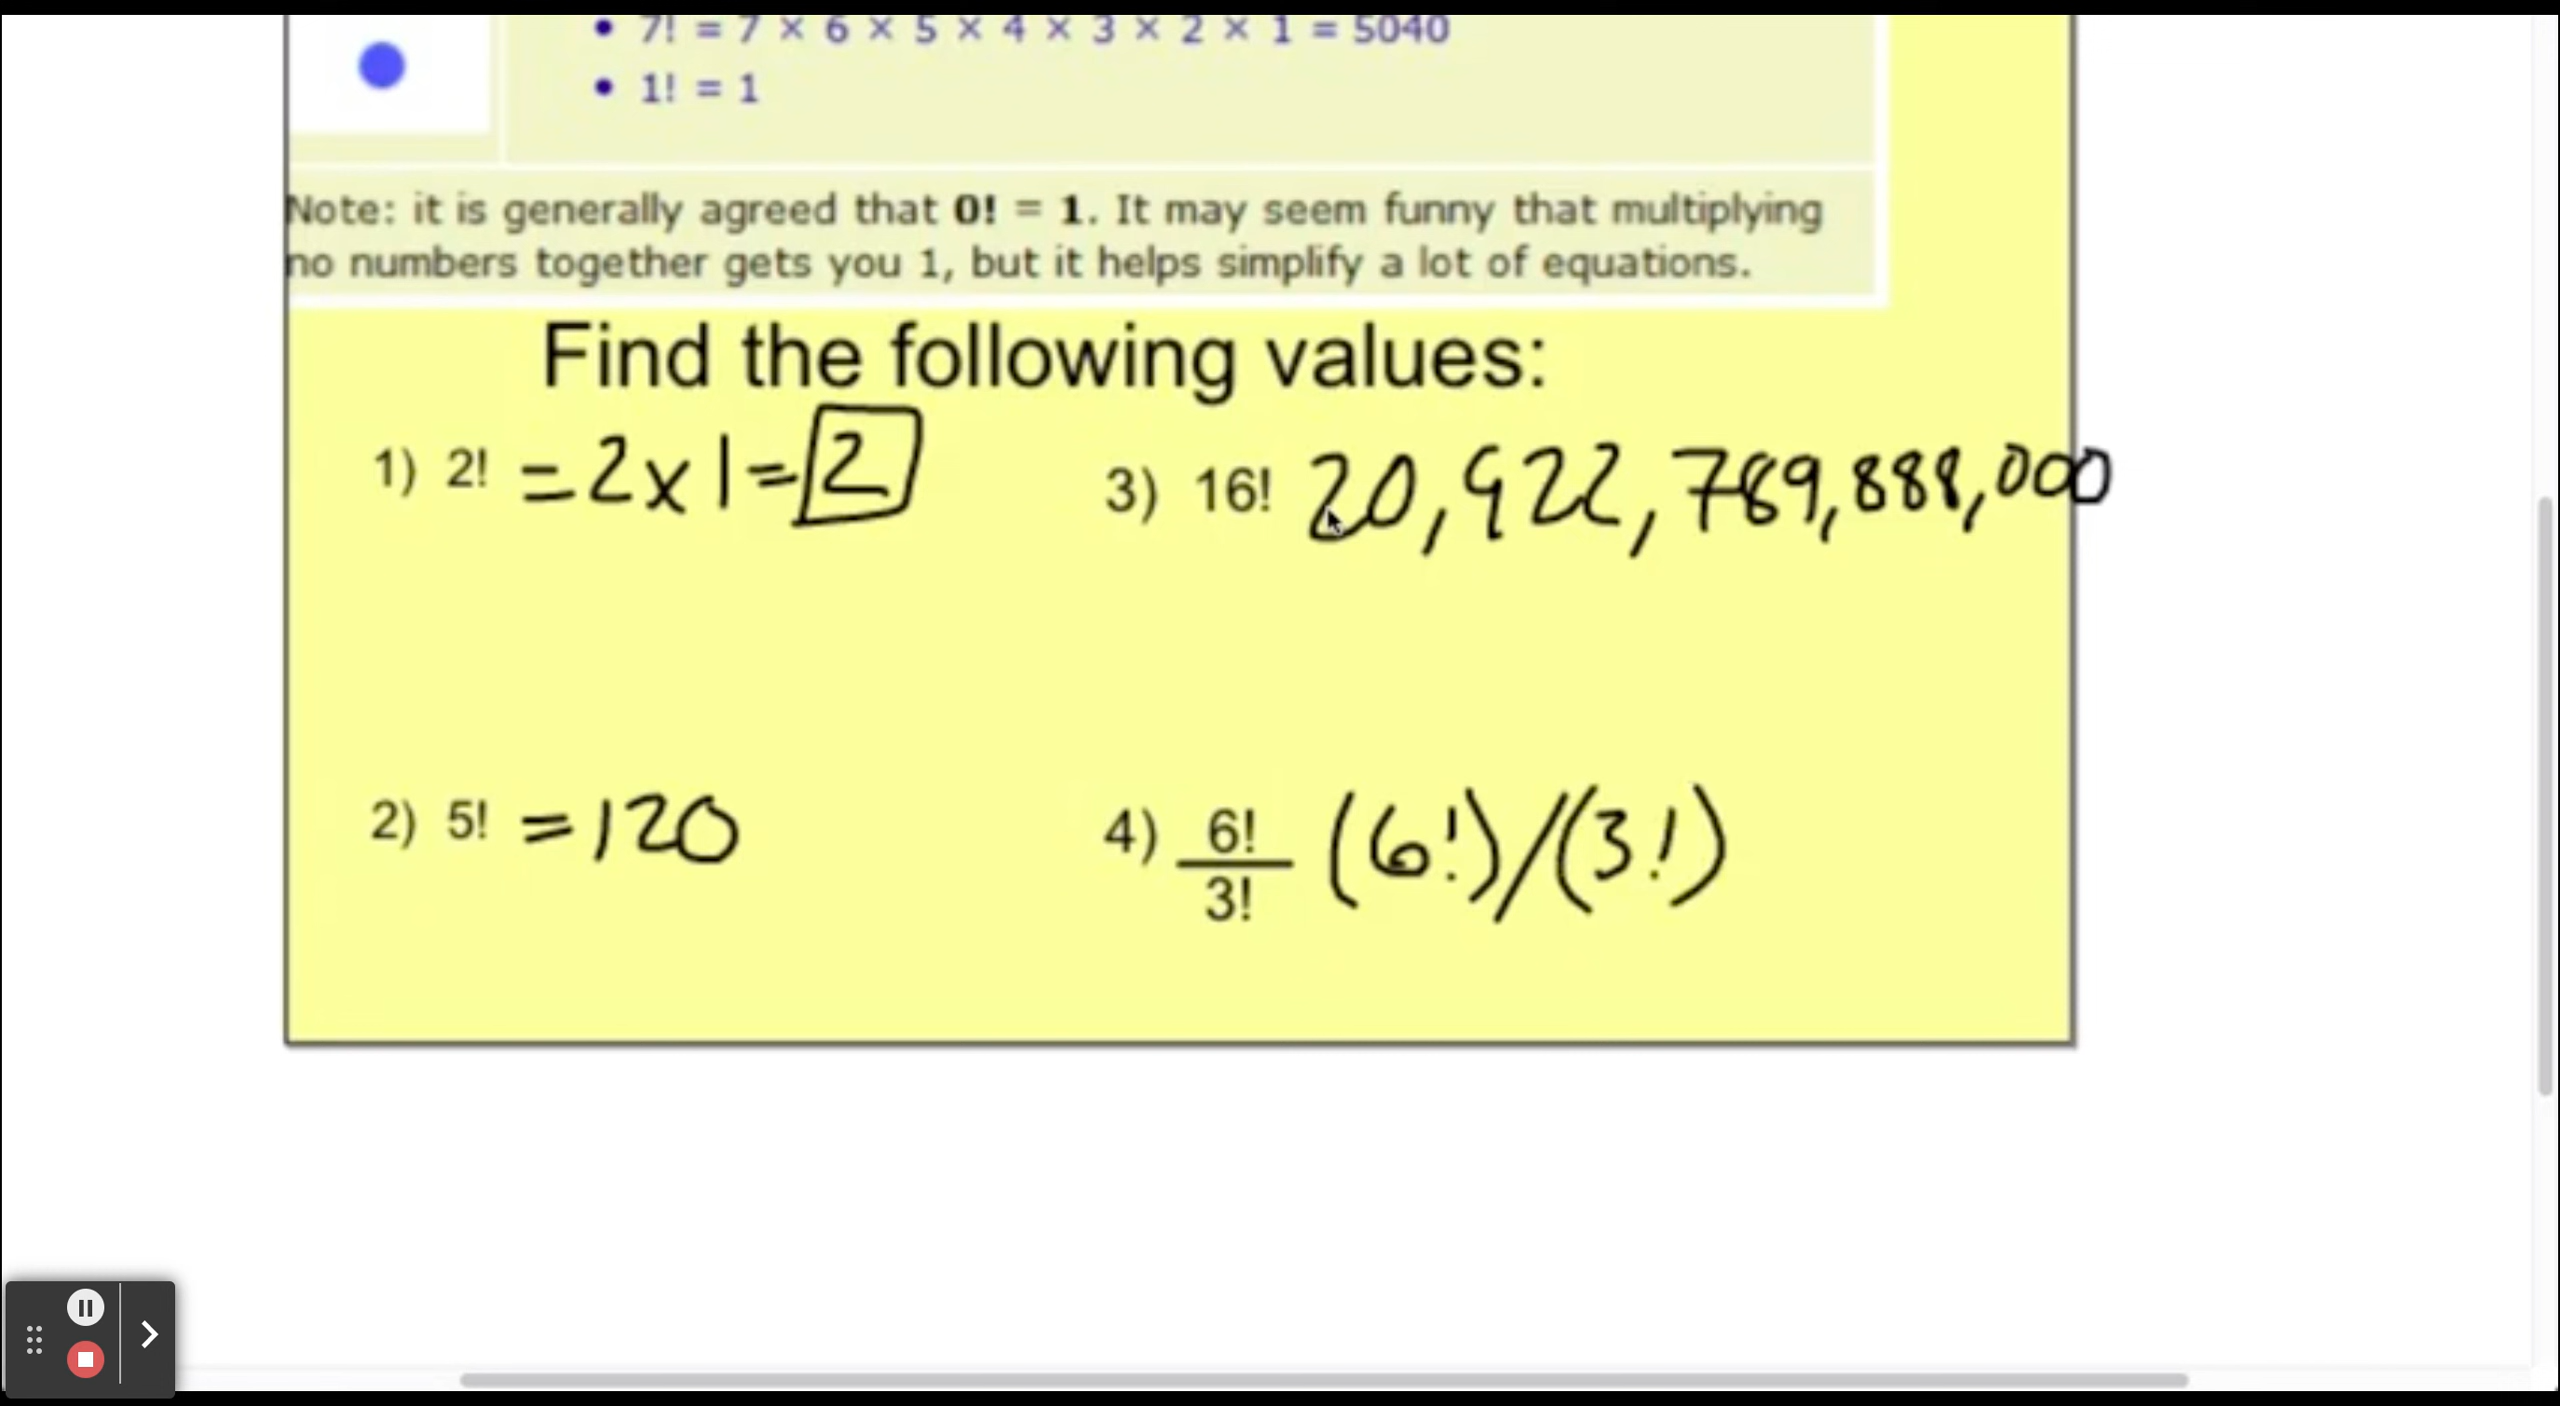 • 7! = 7 × 6 × 5 × 4 × 3 × 2 × 1 = 5040
• 1! = 1
Note: it is generally agreed that 0! = 1. It may seem funny that multiplying
no numbers together gets you 1, but it helps simplify a lot of equations.
Find the following values:
1) 2! = 2 x 1 = 2
3) 16! 20,922,789,888,000
2) 5! = 120
4) 6!/3! (6!)/(3!)